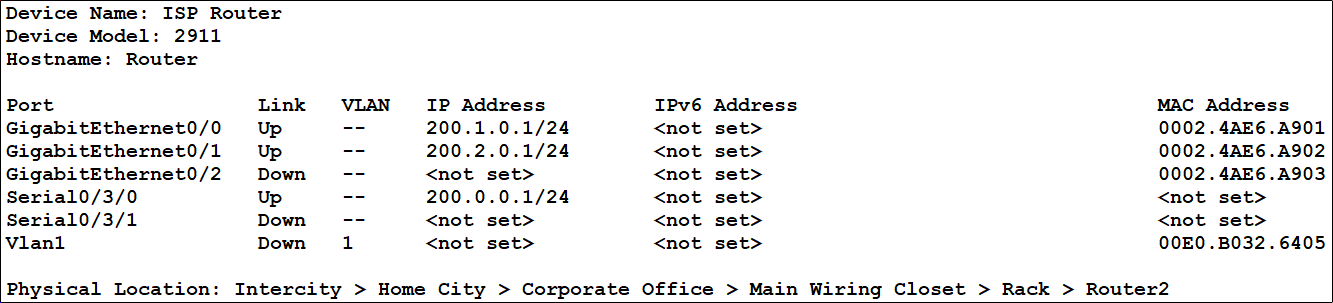 Device Name: ISP Router
Device Model: 2911
Hostname: Router
Port Link VLAN IP Address IPv6 Address MAC Address
GigabitEthernet0/0 Up -- 200.1.0.1/24 <not set> 0002.4AE6.A901
GigabitEthernet0/1 Up -- 200.2.0.1/24 <not set> 0002.4AE6.A902
GigabitEthernet0/2 Down -- <not set> <not set> 0002.4AE6.A903
Serial0/3/0 Up -- 200.0.0.1/24 <not set> <not set>
Serial0/3/1 Down -- <not set> <not set> <not set>
Vlan1 Down 1 <not set> <not set> 00E0.B032.6405
Physical Location: Intercity > Home City > Corporate Office > Main Wiring Closet > Rack > Router2